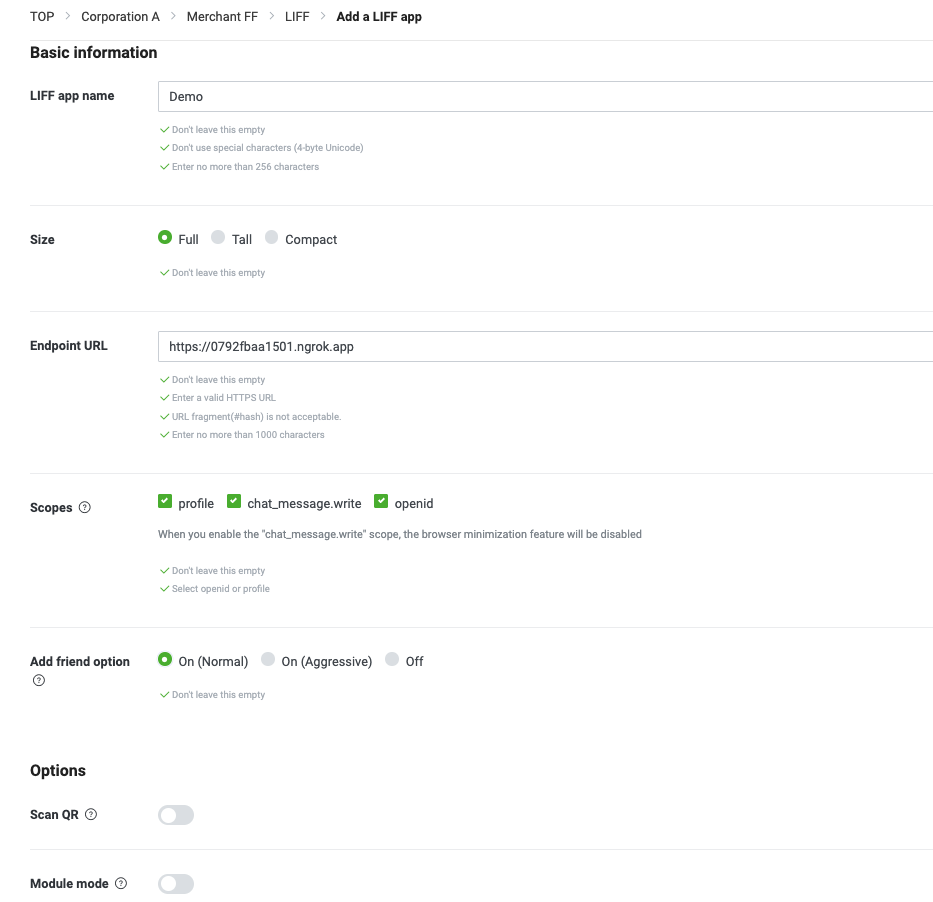 TOP > Corporation A > Merchant FF > LIFF > Add a LIFF app
Basic information
LIFF app name
Demo
Don't leave this empty
Don't use special characters (4-byte Unicode)
Enter no more than 256 characters
Size
Full Tall Compact
Don't leave this empty
Endpoint URL
https://0792fbaa1501.ngrok.app
Don't leave this empty
Enter a valid HTTPS URL
URL fragment(#hash) is not acceptable.
Enter no more than 1000 characters
Scopes
profile chat_message.write openid
When you enable the "chat_message.write" scope, the browser minimization feature will be disabled
Don't leave this empty
Select openid or profile
Add friend option
On (Normal) On (Aggressive) Off
Don't leave this empty
Options
Scan QR
Module mode